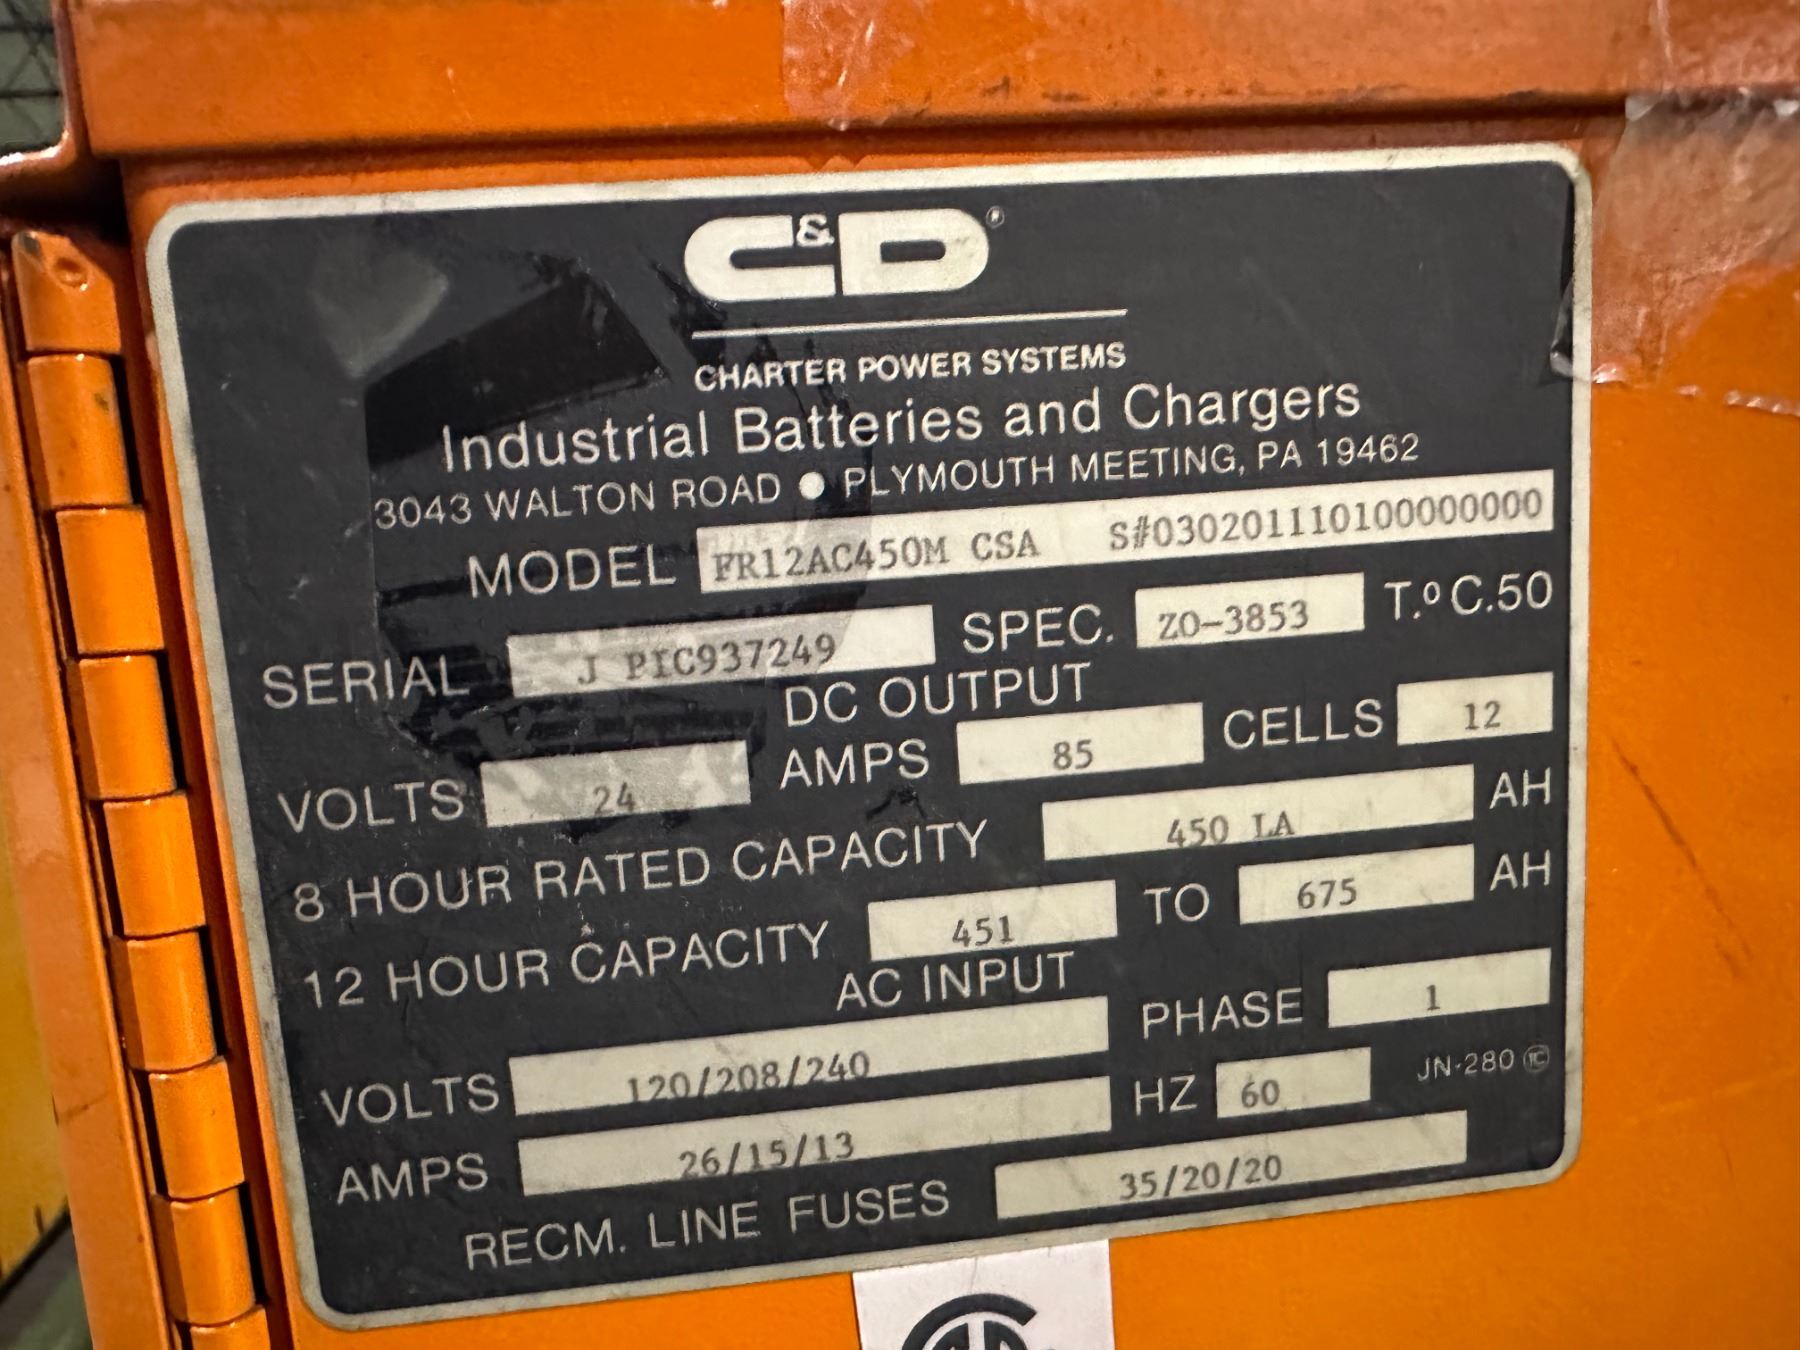 C&D®
CHARTER POWER SYSTEMS
Industrial Batteries and Chargers
3043 WALTON ROAD ● PLYMOUTH MEETING, PA 19462
MODEL FR12AC450M CSA S#030201110100000000
SERIAL J PIC937249 SPEC. ZO-3853 T.º C.50
DC OUTPUT
VOLTS 24 AMPS 85 CELLS 12
8 HOUR RATED CAPACITY 450 LA AH
12 HOUR CAPACITY 451 TO 675 AH
AC INPUT
VOLTS 120/208/240 PHASE 1
AMPS 26/15/13 HZ 60 JN-280
RECM. LINE FUSES 35/20/20